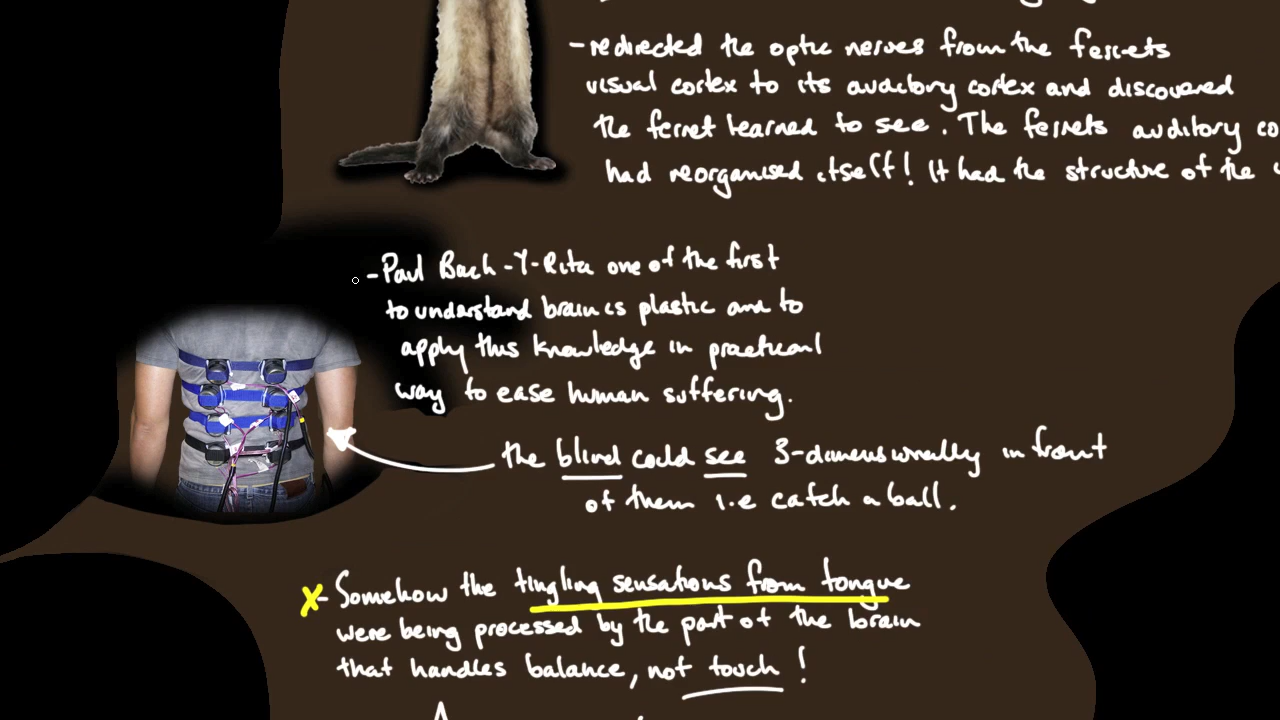 -redirected the optic nerves from the ferrets
visual cortex to its auditory cortex and discovered
the ferret learned to see. The ferrets auditory co
had reorganised itself! It had the structure of the
-Paul Bach-Y-Rita one of the first
to understand brain is plastic and to
apply this knowledge in practical
way to ease human suffering.
the blind could see 3-dimensionally in front
of them i.e catch a ball.
x- Somehow the tingling sensations from tongue
were being processed by the part of the brain
that handles balance, not touch!